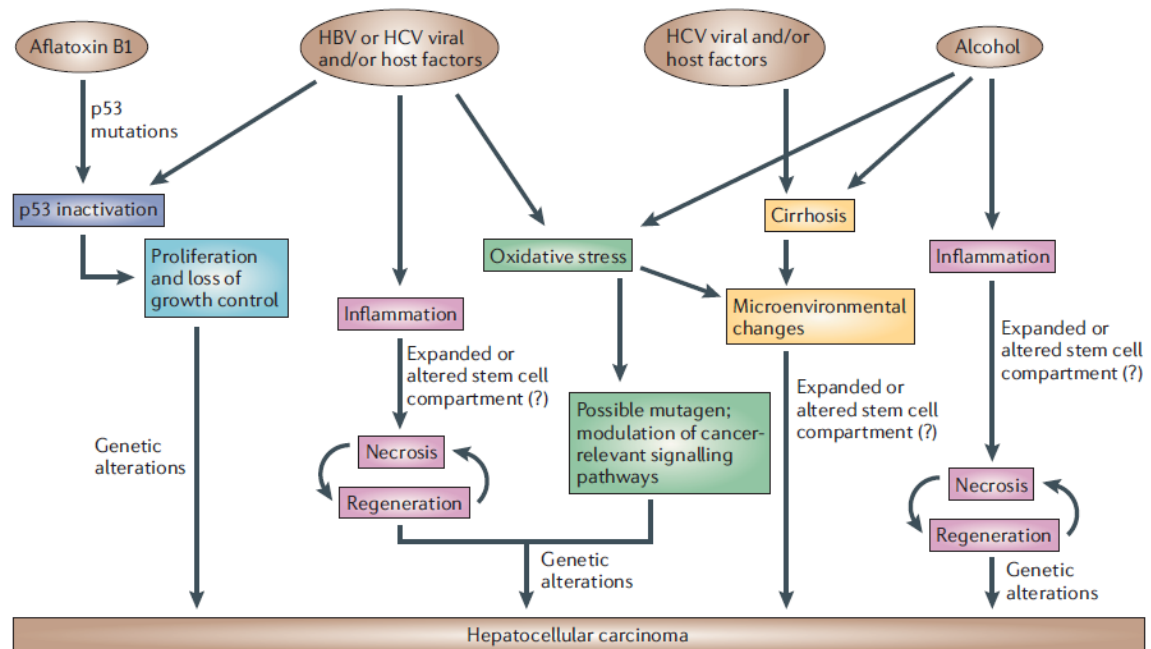 Aflatoxin B1
HBV or HCV viral
and/or host factors
HCV viral and/or
host factors
Alcohol
p53
mutations
p53 inactivation
Proliferation
and loss of
growth control
Genetic
alterations
Inflammation
Expanded or
altered stem cell
compartment (?)
Necrosis
Regeneration
Oxidative stress
Possible mutagen;
modulation of cancer-
relevant signalling
pathways
Genetic
alterations
Cirrhosis
Microenvironmental
changes
Expanded or
altered stem cell
compartment (?)
Inflammation
Expanded or
altered stem cell
compartment (?)
Necrosis
Regeneration
Genetic
alterations
Hepatocellular carcinoma